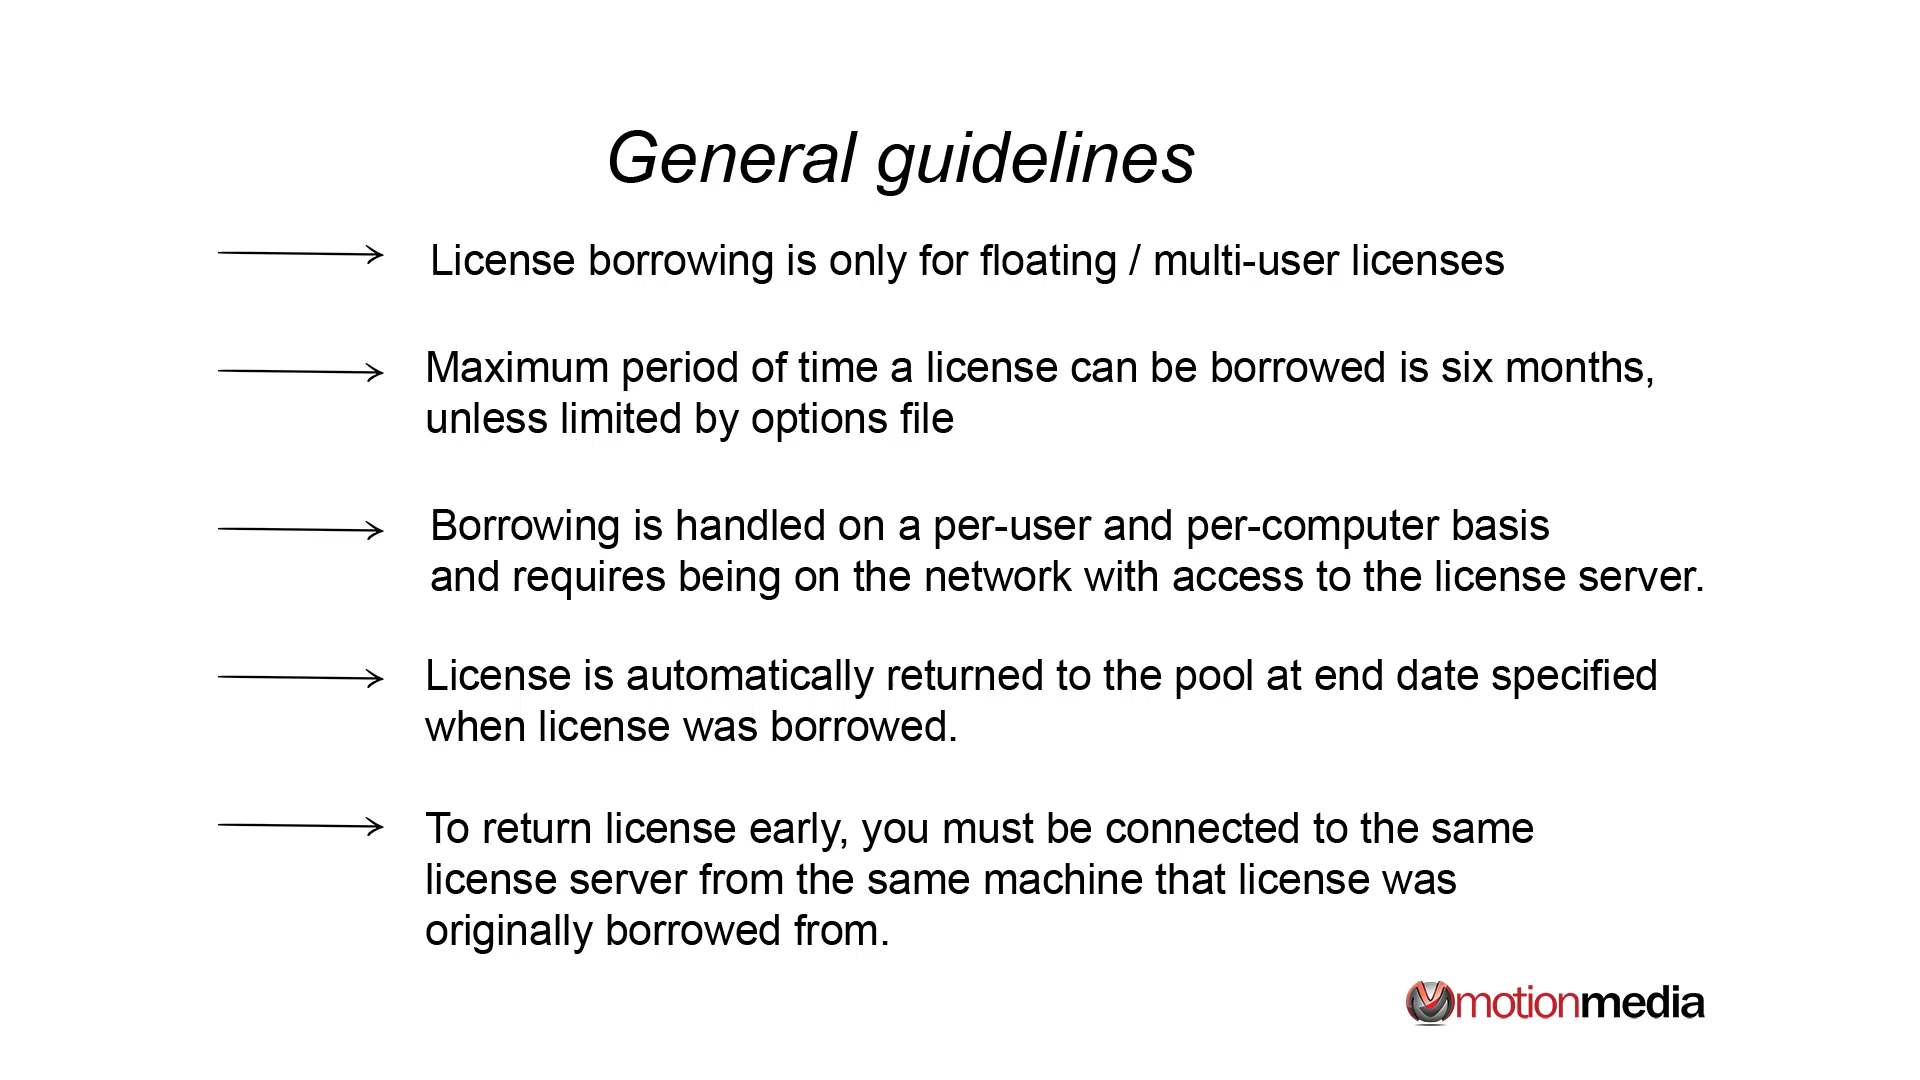 General guidelines
License borrowing is only for floating / multi-user licenses
Maximum period of time a license can be borrowed is six months,
unless limited by options file
Borrowing is handled on a per-user and per-computer basis
and requires being on the network with access to the license server.
License is automatically returned to the pool at end date specified
when license was borrowed.
To return license early, you must be connected to the same
license server from the same machine that license was
originally borrowed from.
motionmedia